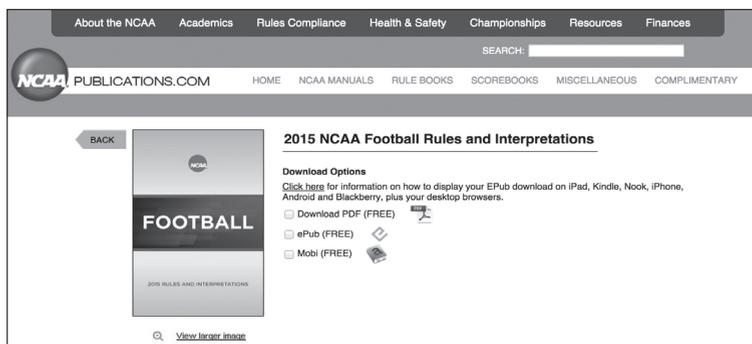 About the NCAA Academics Rules Compliance Health & Safety Championships Resources Finances
SEARCH:
NCAA PUBLICATIONS.COM HOME NCAA MANUALS RULE BOOKS SCOREBOOKS MISCELLANEOUS COMPLIMENTARY
BACK
2015 NCAA Football Rules and Interpretations
NCAA
Download Options
Click here for information on how to display your EPub download on iPad, Kindle, Nook, iPhone,
Android and Blackberry, plus your desktop browsers.
Download PDF (FREE)
FOOTBALL
ePub (FREE)
Mobi (FREE)
2015 RULES AND INTERPRETATIONS
View larger image